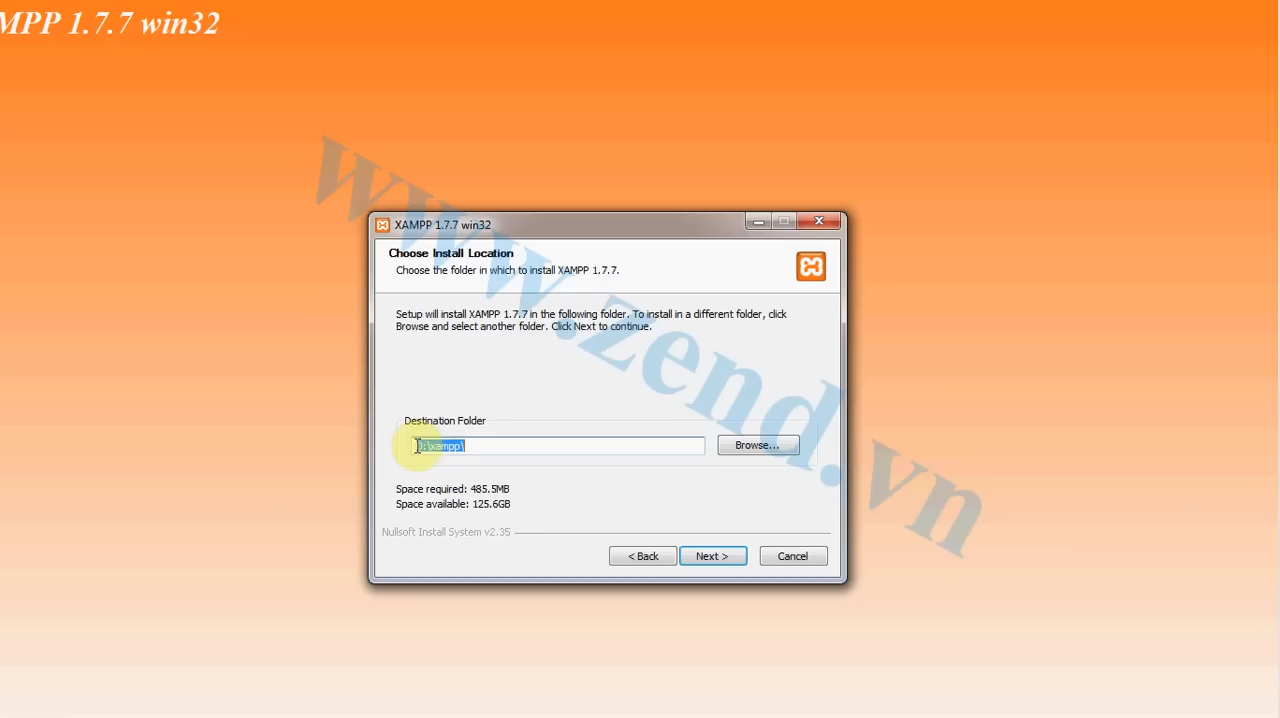 MPP 1.7.7 win32
www.zend.vn
XAMPP 1.7.7 win32
Choose Install Location
Choose the folder in which to install XAMPP 1.7.7.
Setup will install XAMPP 1.7.7 in the following folder. To install in a different folder, click
Browse and select another folder. Click Next to continue.
Destination Folder
:\xampp\
Browse...
Space required: 485.5MB
Space available: 125.6GB
Nullsoft Install System v2.35
< Back
Next >
Cancel